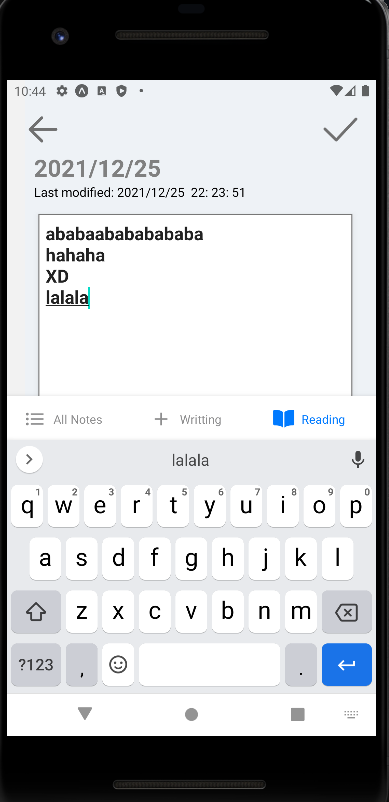 10:44
2021/12/25
Last modified: 2021/12/25 22: 23: 51
ababaababababababa
hahaha
XD
lalala
All Notes
Writting
Reading
lalala
q1 w2 e3 r4 t5 y6 u7 i8 o9 p0
a s d f g h j k l
z x c v b n m
?123 , .